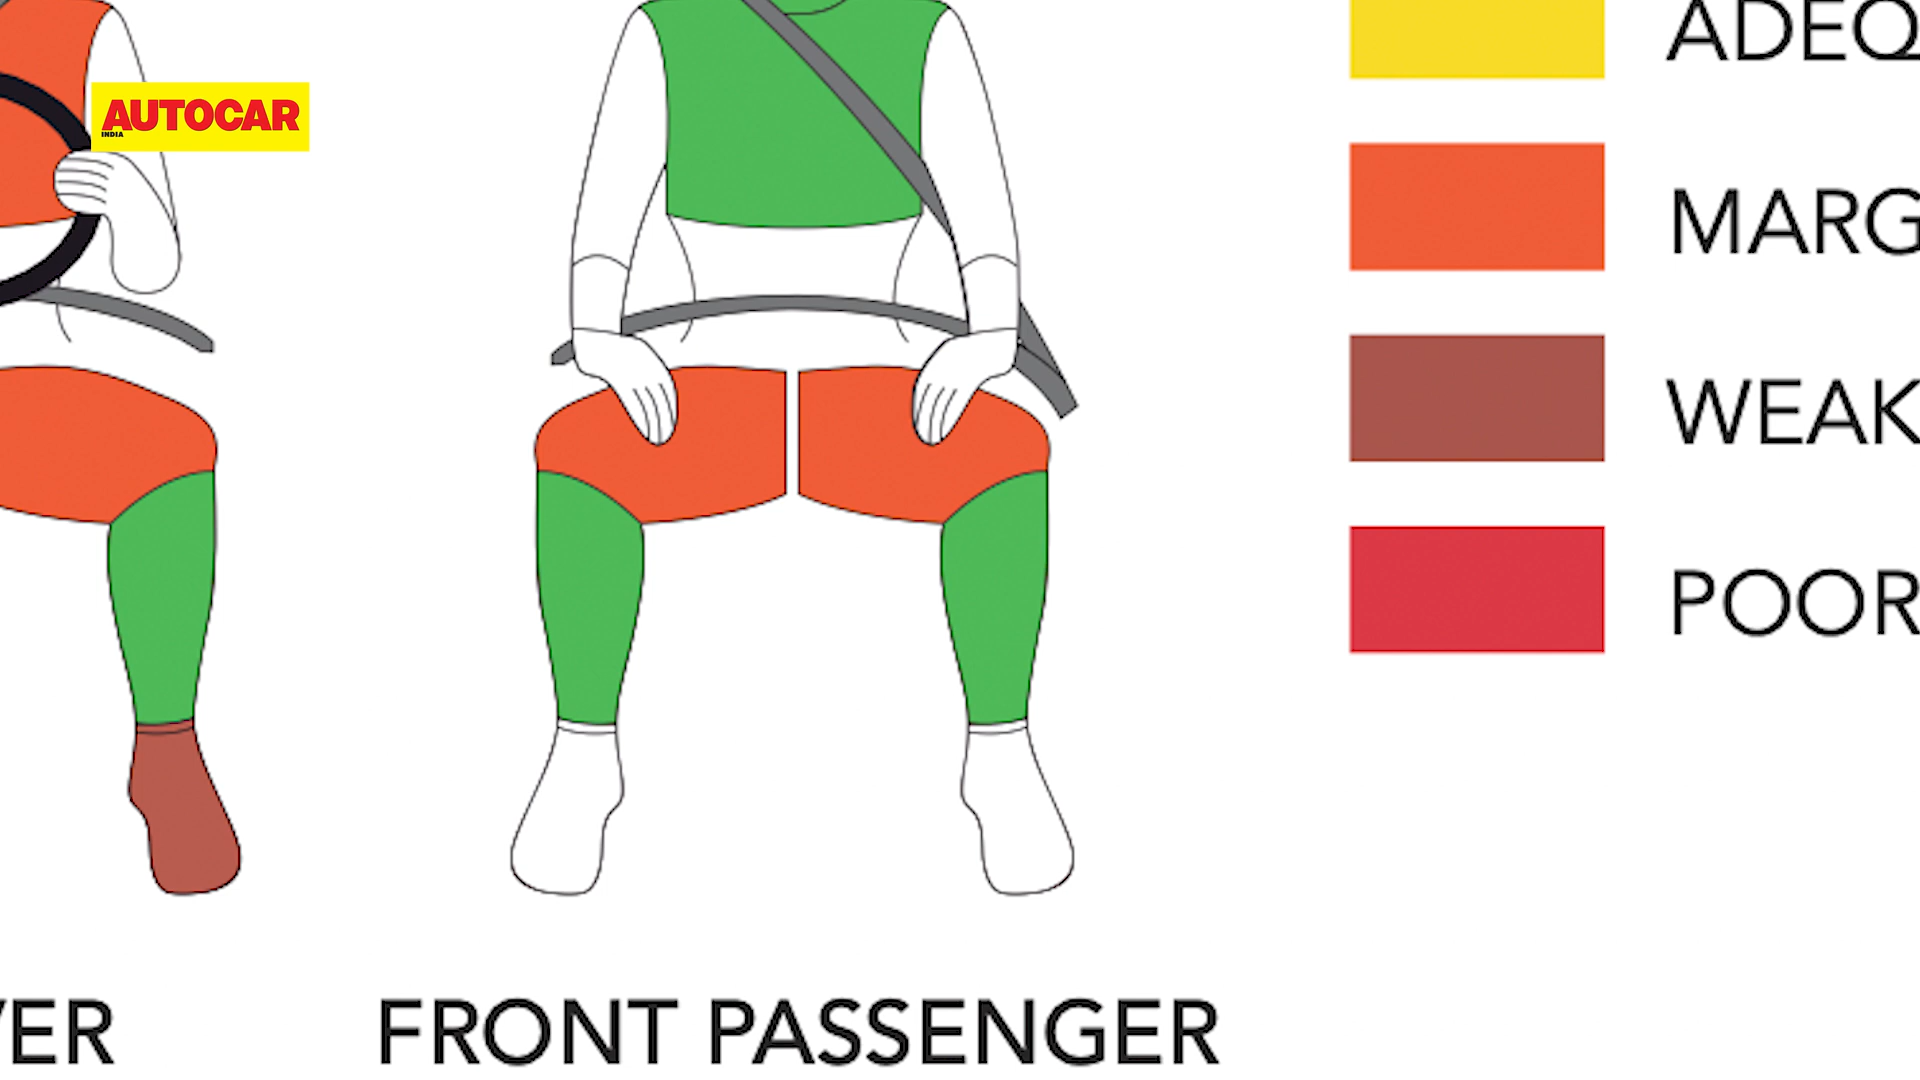 ADEQ
AUTOCAR
INDIA
MARG
WEAK
POOR
VER
FRONT PASSENGER